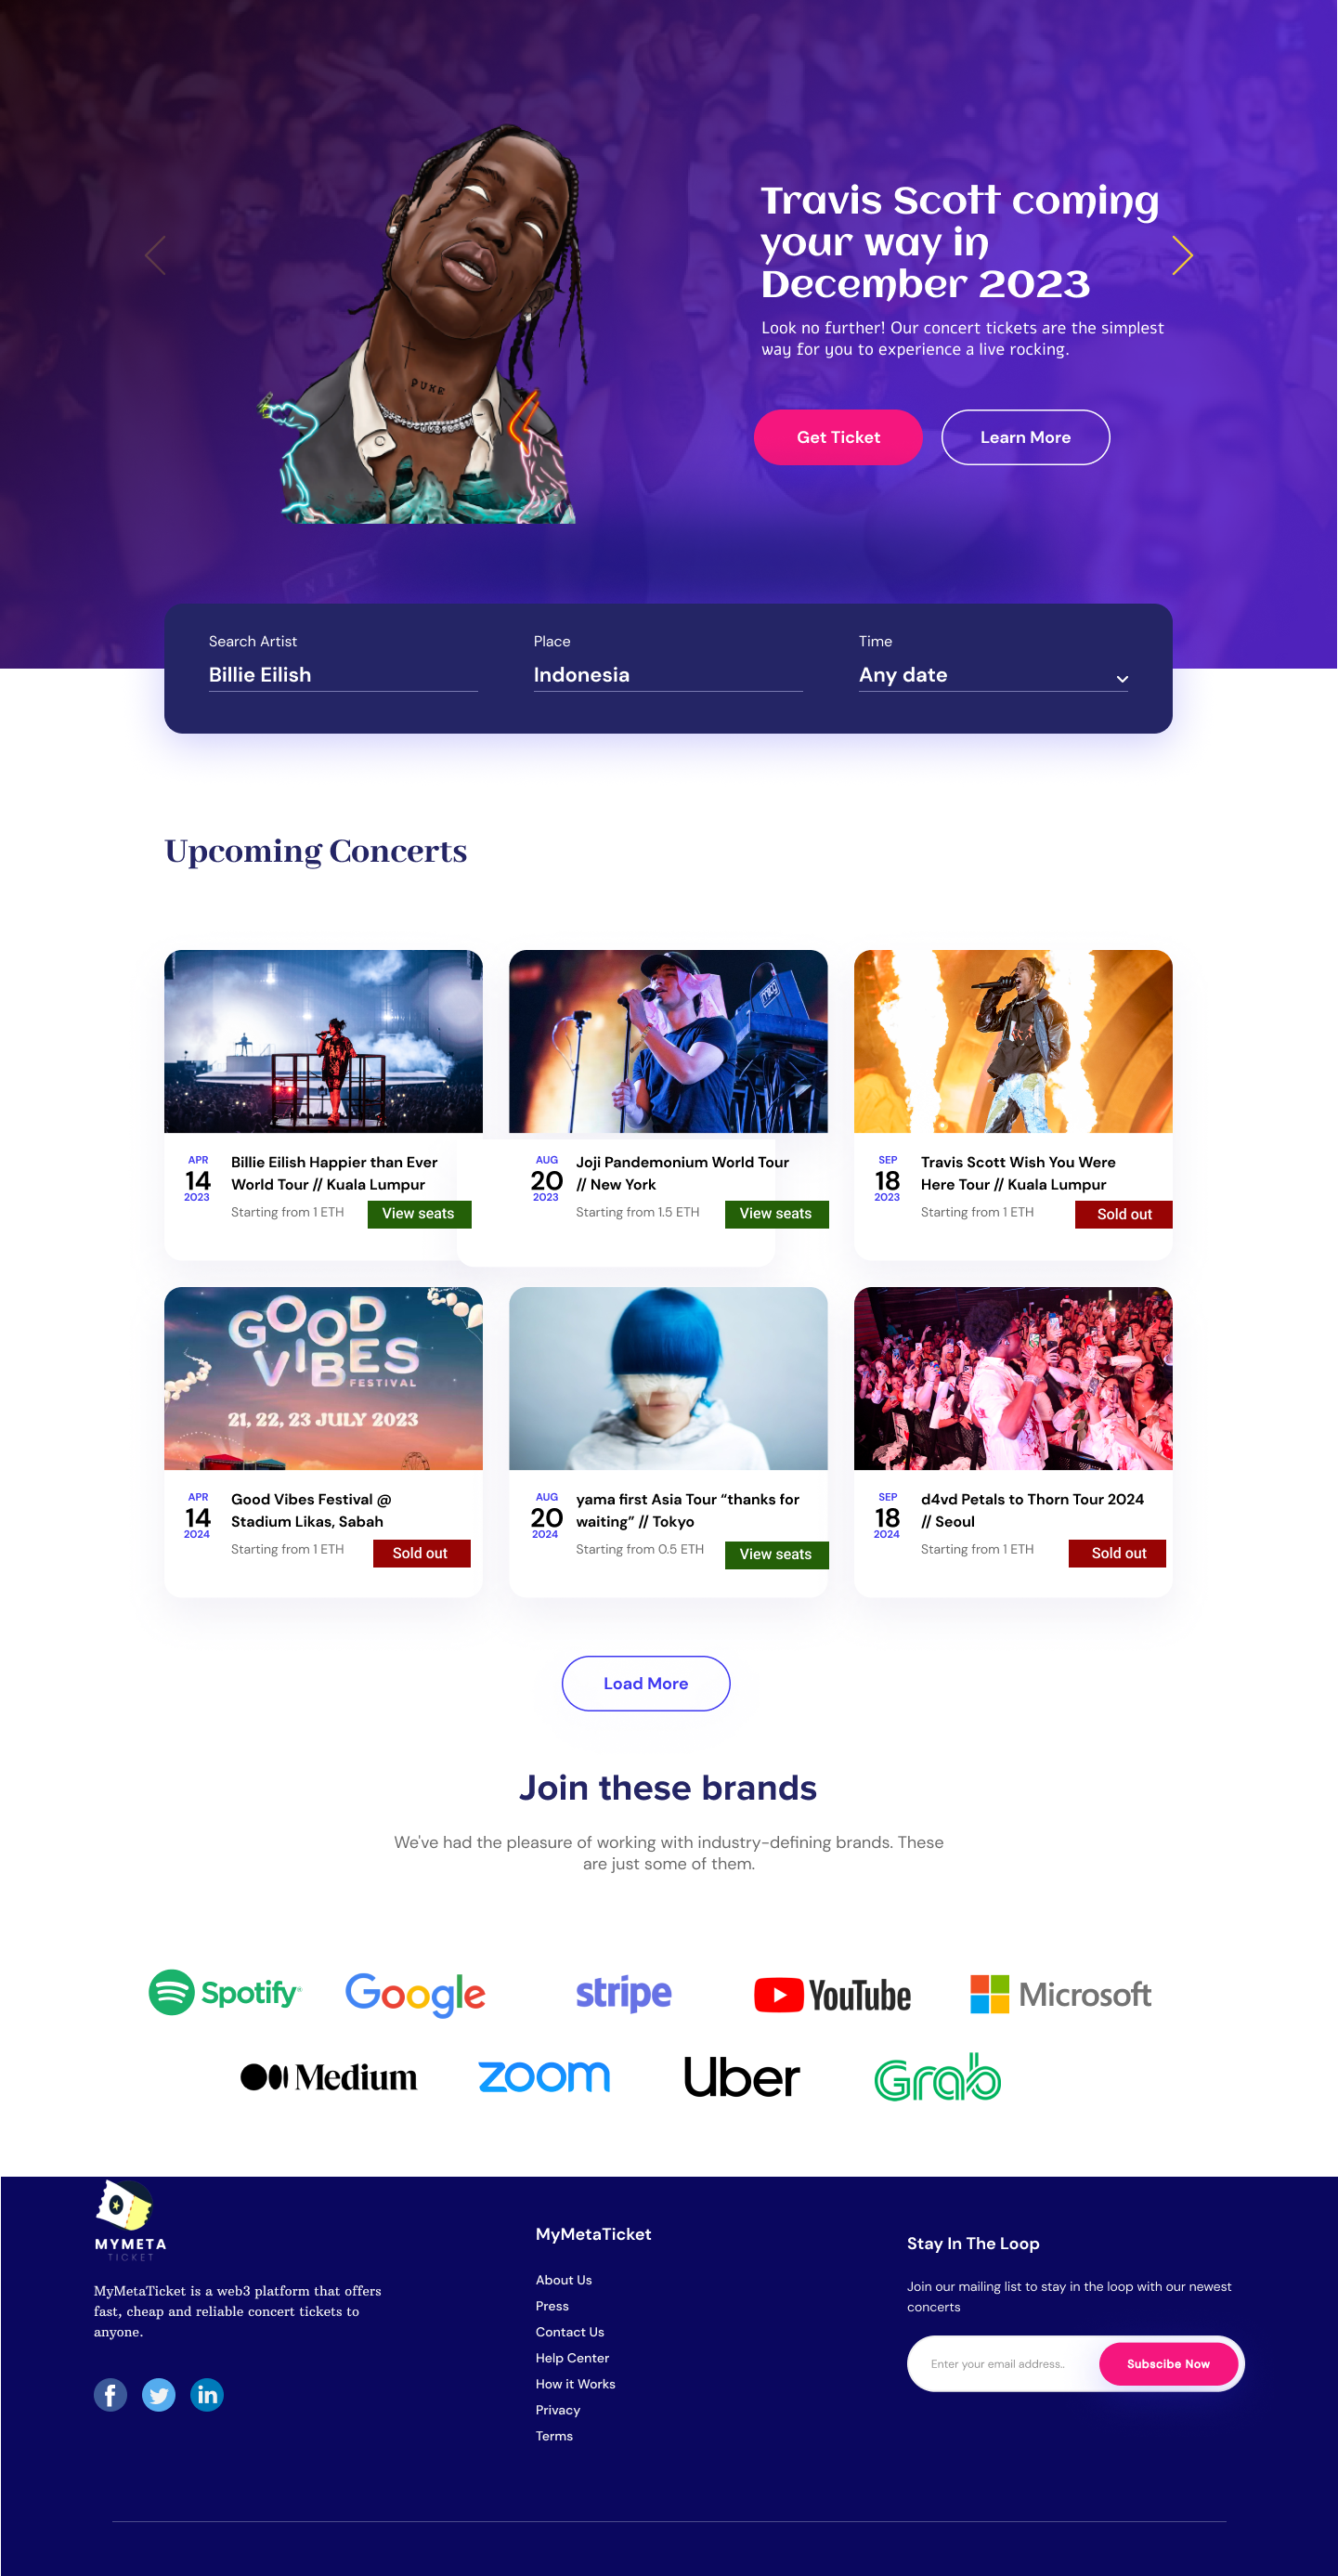 Travis Scott coming
your way in
December 2023
Look no further! Our concert tickets are the simplest
way for you to experience a live rocking.
Get Ticket
Learn More
Search Artist
Billie Eilish
Place
Indonesia
Time
Any date
Upcoming Concerts
APR
14
2023
Billie Eilish Happier than Ever
World Tour // Kuala Lumpur
Starting from 1 ETH
View seats
AUG
20
2023
Joji Pandemonium World Tour
// New York
Starting from 1.5 ETH
View seats
SEP
18
2023
Travis Scott Wish You Were
Here Tour // Kuala Lumpur
Starting from 1 ETH
Sold out
GOOD
VIBES
FESTIVAL
21, 22, 23 JULY 2023
APR
14
2024
Good Vibes Festival @
Stadium Likas, Sabah
Starting from 1 ETH
Sold out
AUG
20
2024
yama first Asia Tour “thanks for
waiting” // Tokyo
Starting from 0.5 ETH
View seats
SEP
18
2024
d4vd Petals to Thorn Tour 2024
// Seoul
Starting from 1 ETH
Sold out
Load More
Join these brands
We've had the pleasure of working with industry-defining brands. These
are just some of them.
Spotify®
Google
stripe
YouTube
Microsoft
Medium
zoom
Uber
Grab
MYMETA
TICKET
MyMetaTicket is a web3 platform that offers
fast, cheap and reliable concert tickets to
anyone.
MyMetaTicket
About Us
Press
Contact Us
Help Center
How it Works
Privacy
Terms
Stay In The Loop
Join our mailing list to stay in the loop with our newest
concerts
Enter your email address..
Subscibe Now